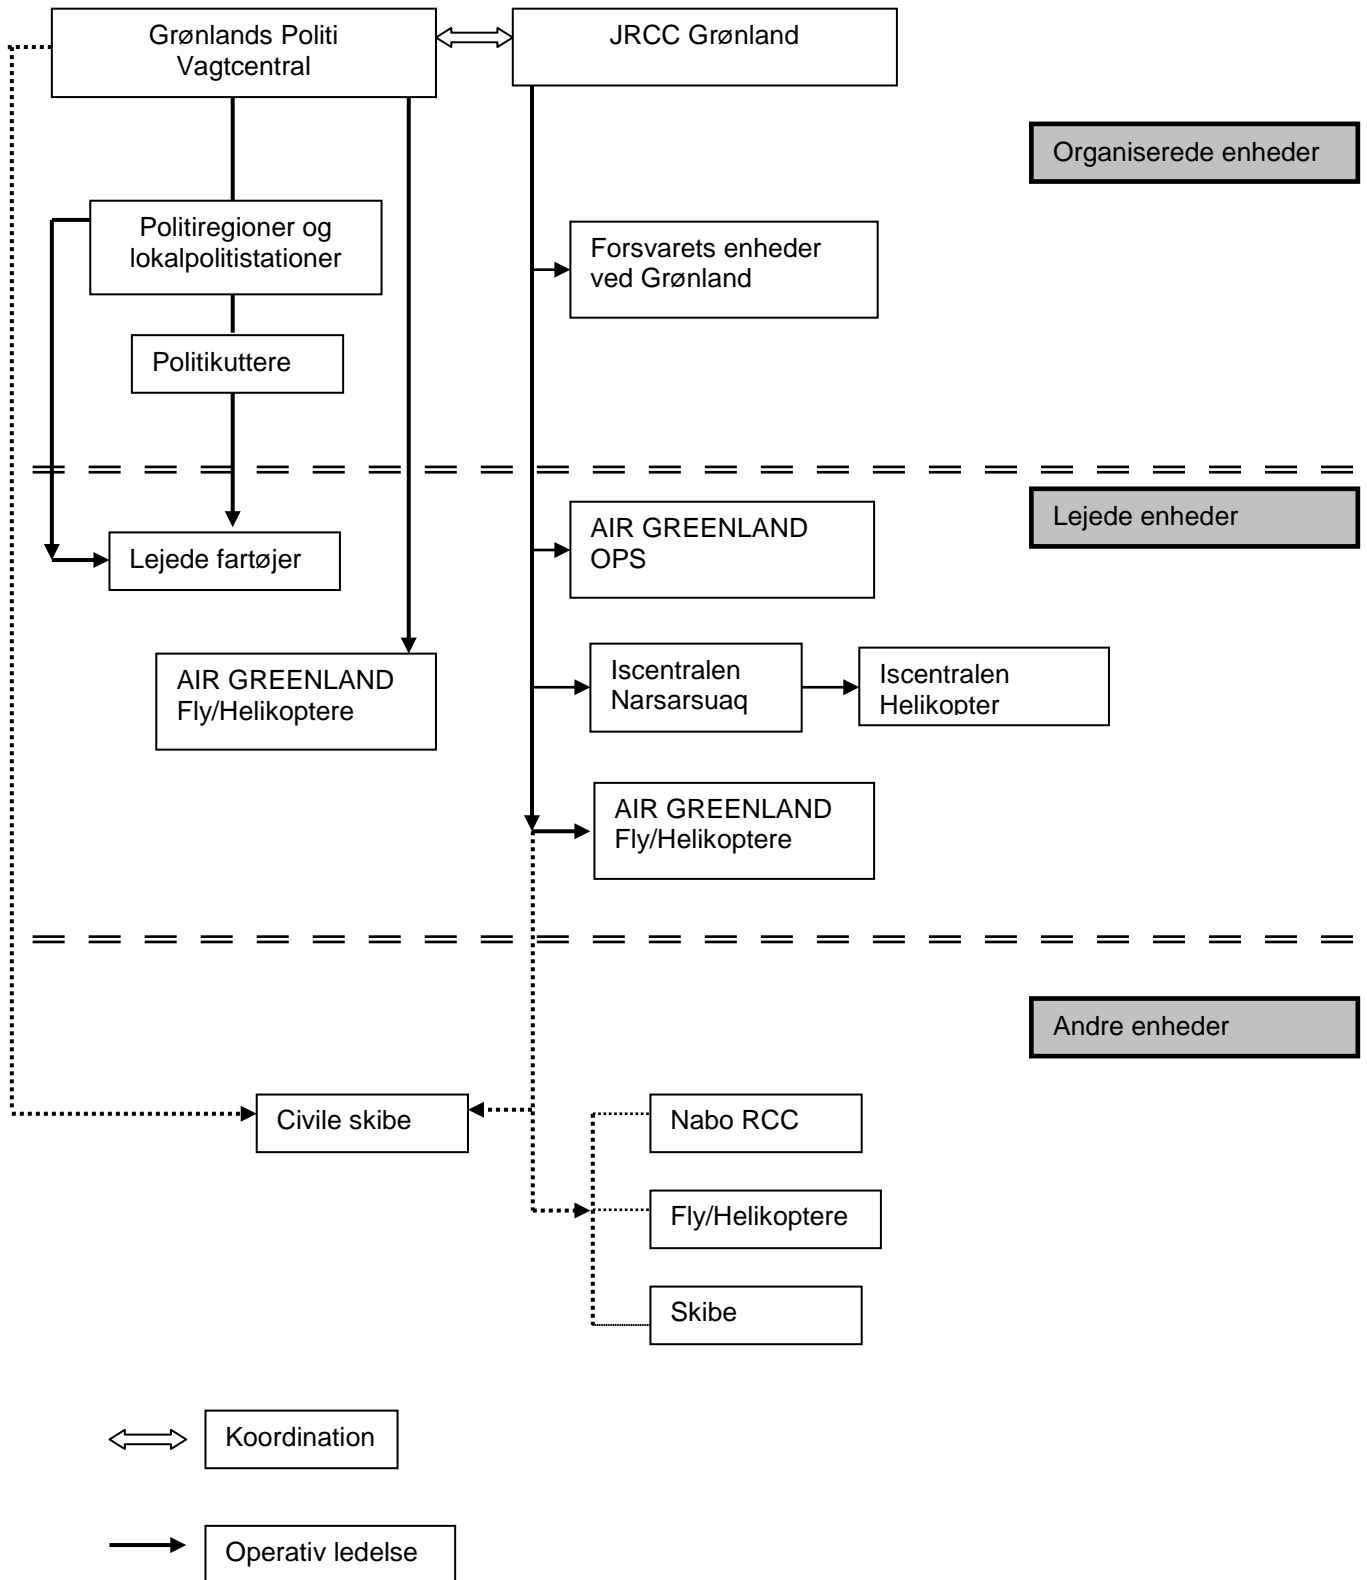 Grønlands Politi
Vagtcentral
JRCC Grønland
Organiserede enheder
Politiregioner og
lokalpolitistationer
Forsvarets enheder
ved Grønland
Politikuttere
Lejede enheder
AIR GREENLAND
OPS
Lejede fartøjer
AIR GREENLAND
Fly/Helikoptere
Iscentralen
Narsarsuaq
Iscentralen
Helikopter
AIR GREENLAND
Fly/Helikoptere
Andre enheder
Civile skibe
Nabo RCC
Fly/Helikoptere
Skibe
Koordination
Operativ ledelse